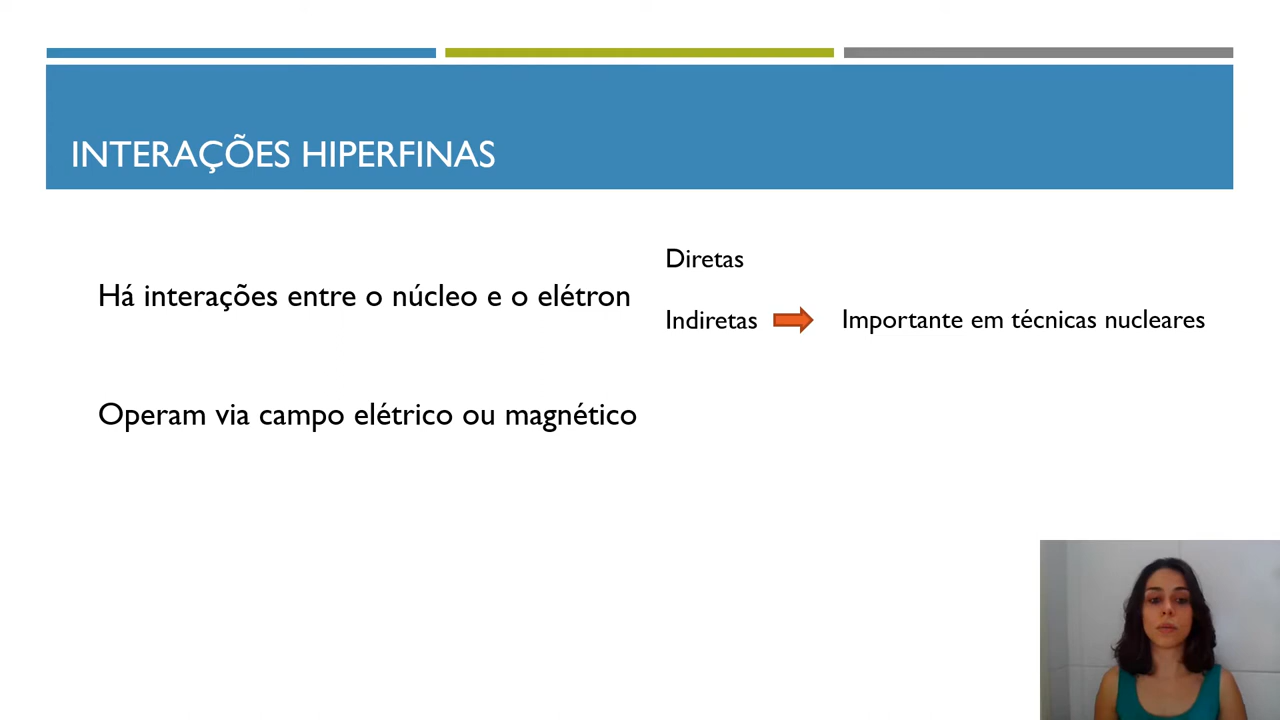 INTERAÇÕES HIPERFINAS
Há interações entre o núcleo e o elétron
Diretas
Indiretas
Importante em técnicas nucleares
Operam via campo elétrico ou magnético